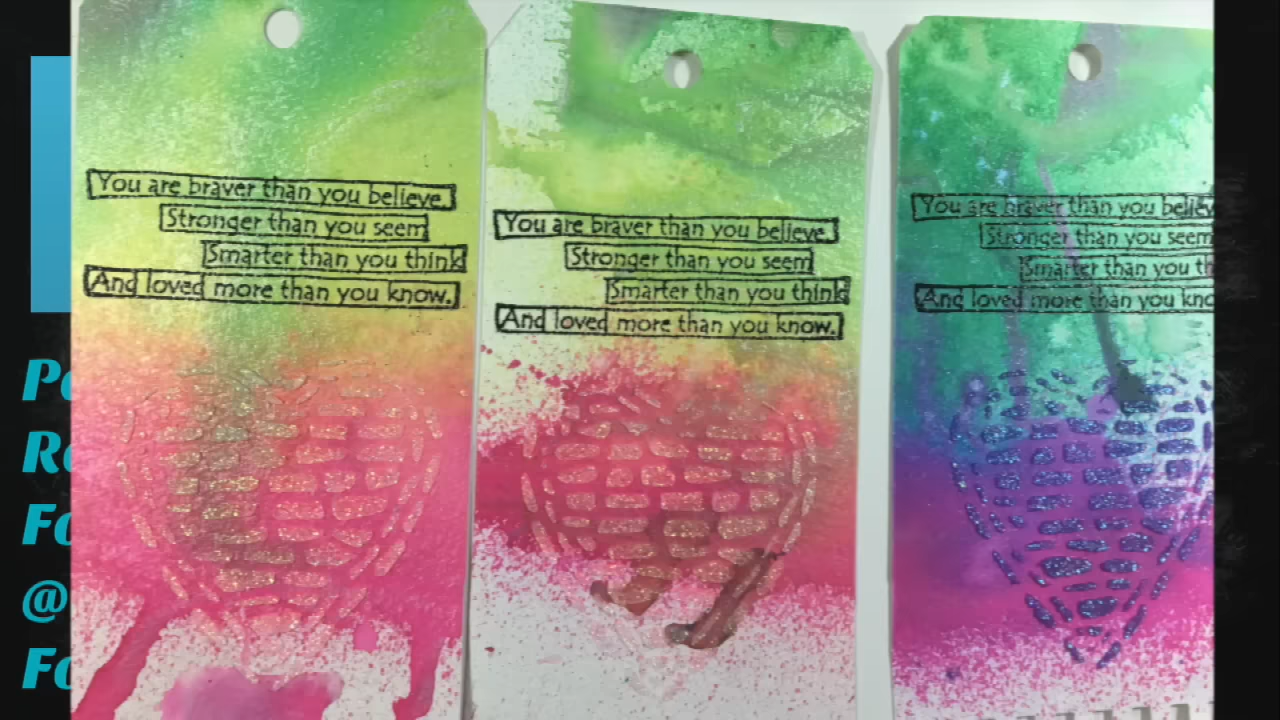 You are braver than you believe.
Stronger than you seem
Smarter than you think
And loved more than you know.
You are braver than you believe.
Stronger than you seem
Smarter than you think
And loved more than you know.
You are braver than you
Stronger than you seem
Smarter than you
And loved more than you
@